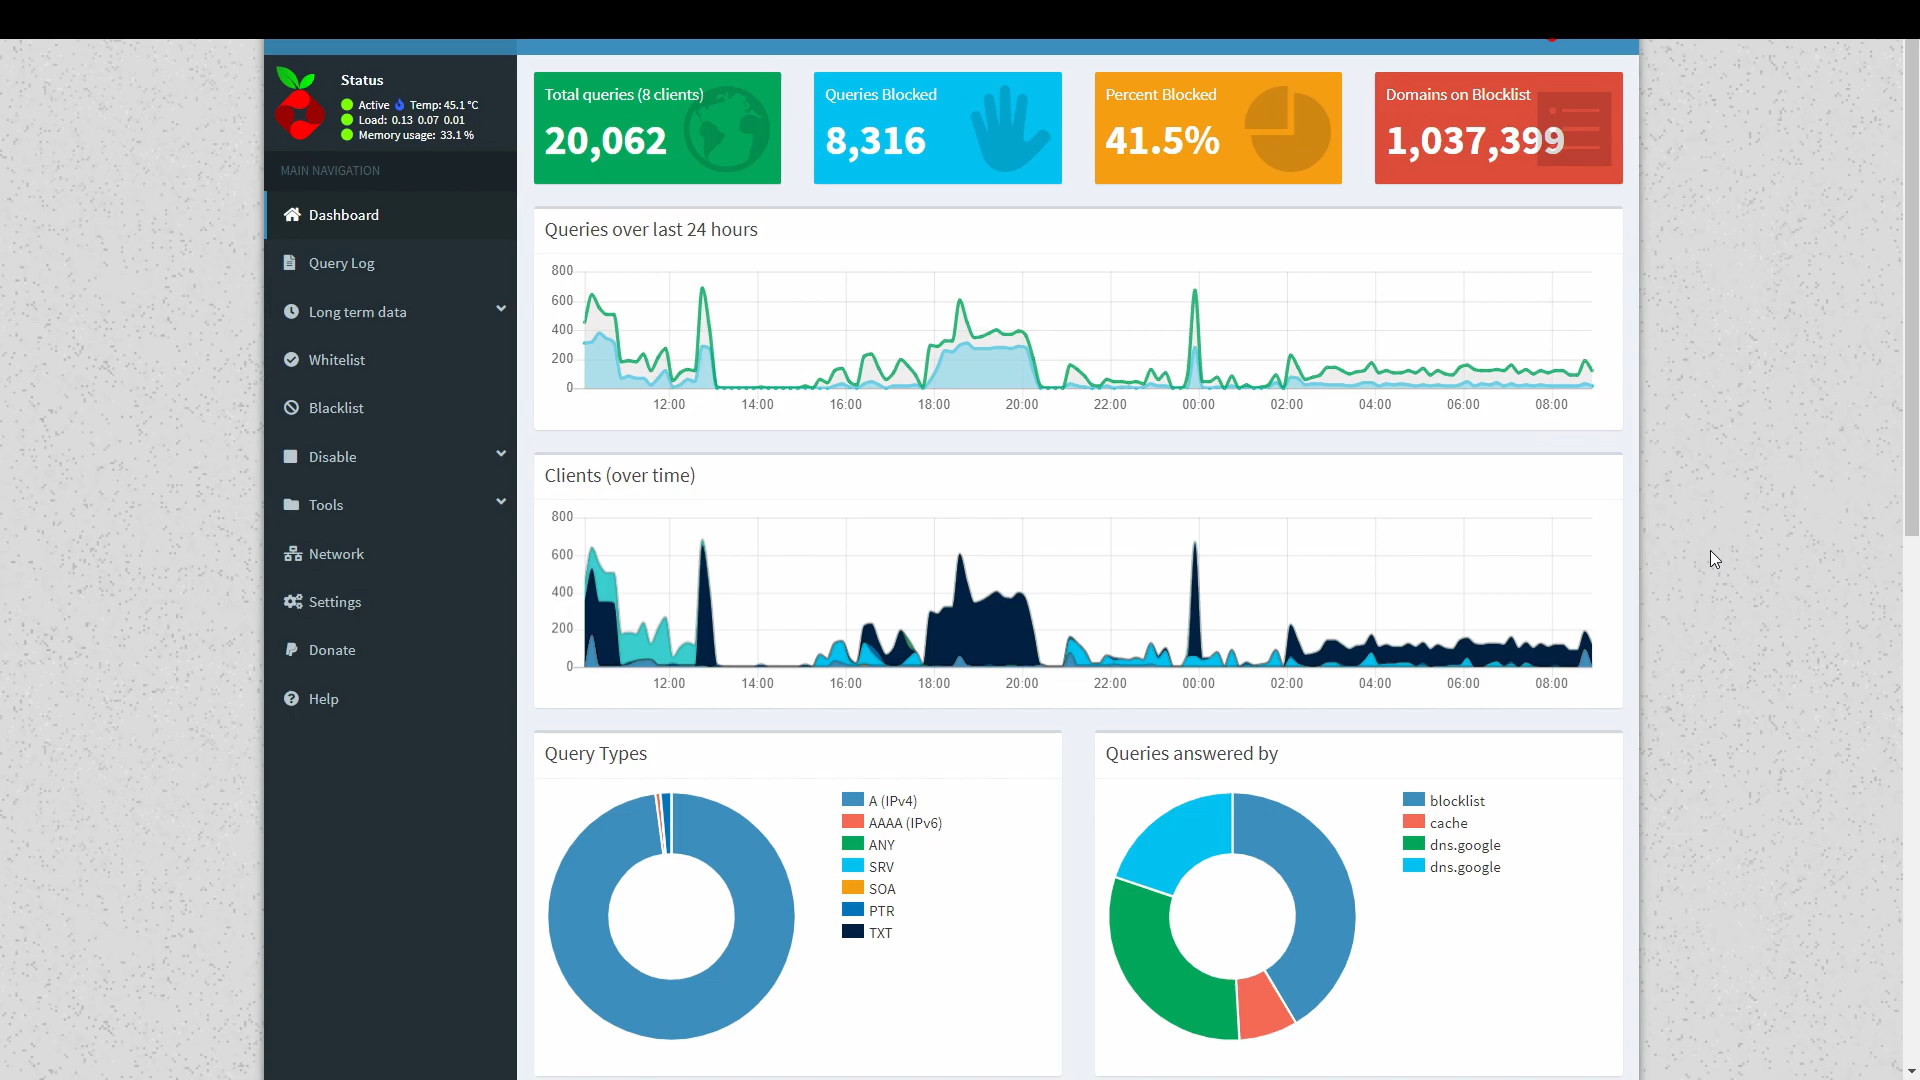 Status
Active Temp: 45.1 °C
Load: 0.13 0.07 0.01
Memory usage: 33.1 %
MAIN NAVIGATION
Dashboard
Query Log
Long term data
Whitelist
Blacklist
Disable
Tools
Network
Settings
Donate
Help
Total queries (8 clients)
20,062
Queries Blocked
8,316
Percent Blocked
41.5%
Domains on Blocklist
1,037,399
Queries over last 24 hours
800
600
400
200
0
12:00 14:00 16:00 18:00 20:00 22:00 00:00 02:00 04:00 06:00 08:00
Clients (over time)
800
600
400
200
0
12:00 14:00 16:00 18:00 20:00 22:00 00:00 02:00 04:00 06:00 08:00
Query Types
A (IPv4)
AAAA (IPv6)
ANY
SRV
SOA
PTR
TXT
Queries answered by
blocklist
cache
dns.google
dns.google